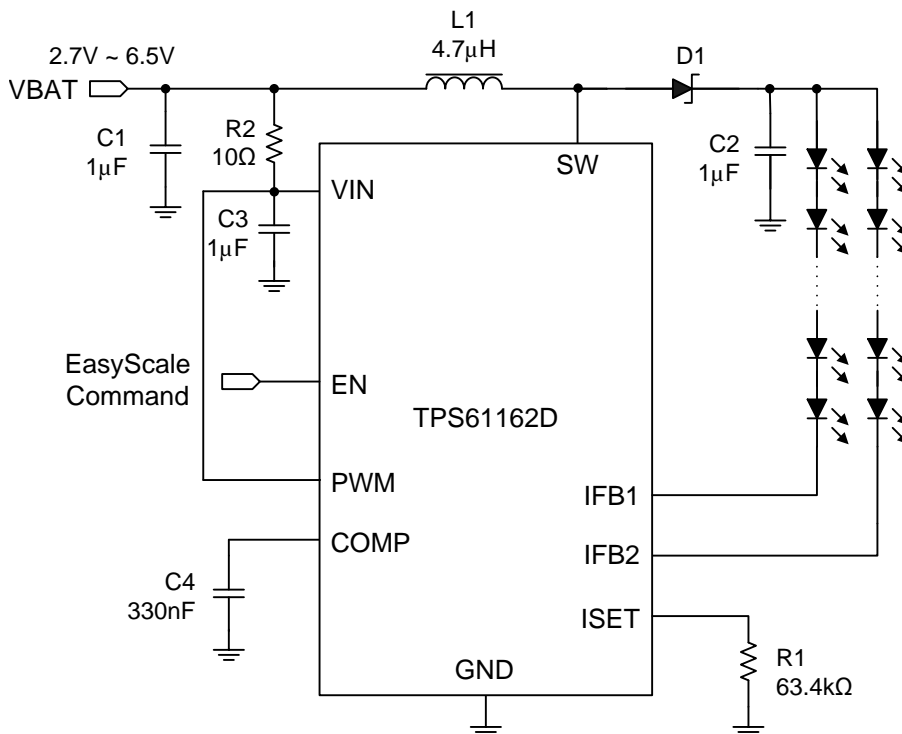 L1
4.7μH
2.7V ~ 6.5V
VBAT
D1
C1
1μF
R2
10Ω
C2
1μF
SW
VIN
C3
1μF
EasyScale
Command
EN
TPS61162D
PWM
IFB1
COMP
IFB2
C4
330nF
ISET
R1
63.4kΩ
GND